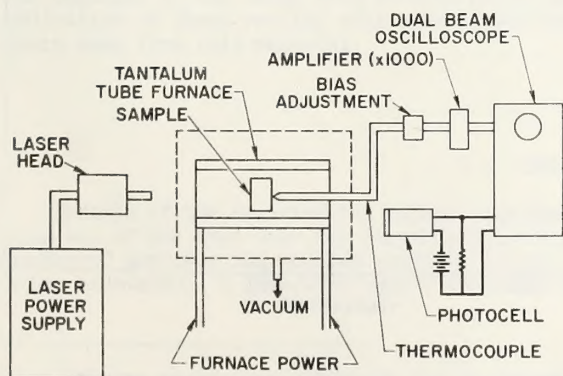 DUAL BEAM
OSCILLOSCOPE
AMPLIFIER (x1000)
BIAS
ADJUSTMENT
TANTALUM
TUBE FURNACE
SAMPLE
LASER
HEAD
LASER
POWER
SUPPLY
VACUUM
FURNACE POWER
PHOTOCELL
THERMOCOUPLE